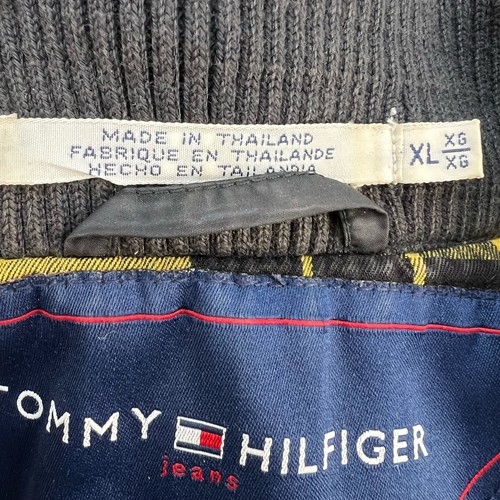 MADE IN THAILAND
FABRIQUE EN THAILANDE
HECHO EN TAILANDIA
XL XG/XG
TOMMY HILFIGER
jeans